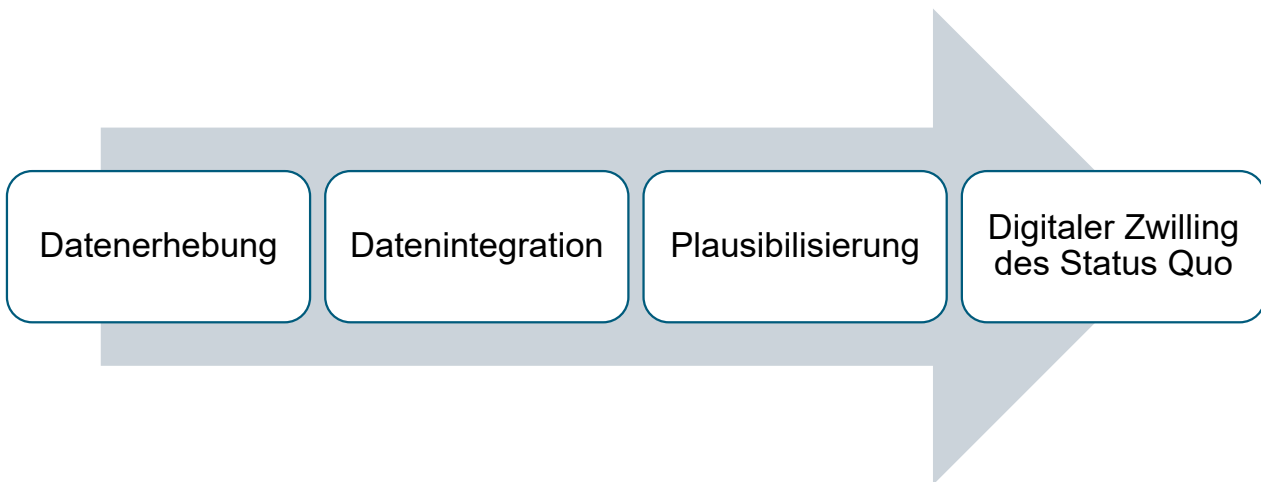 Datenerhebung
Datenintegration
Plausibilisierung
Digitaler Zwilling
des Status Quo